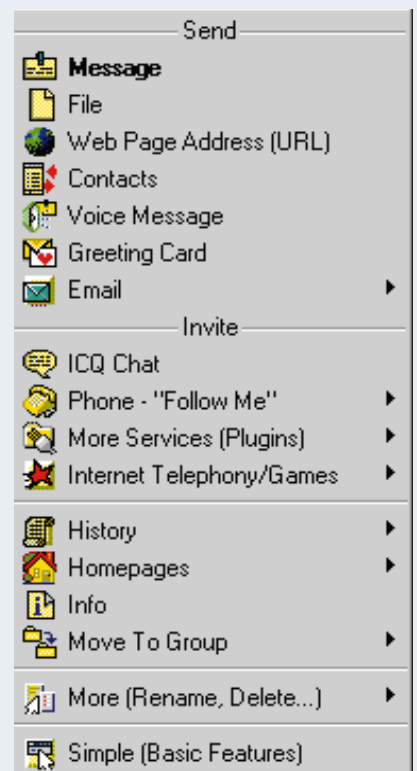 Send
Message
File
Web Page Address (URL)
Contacts
Voice Message
Greeting Card
Email
Invite
ICQ Chat
Phone - "Follow Me"
More Services (Plugins)
Internet Telephony/Games
History
Homepages
Info
Move To Group
More (Rename, Delete...)
Simple (Basic Features)